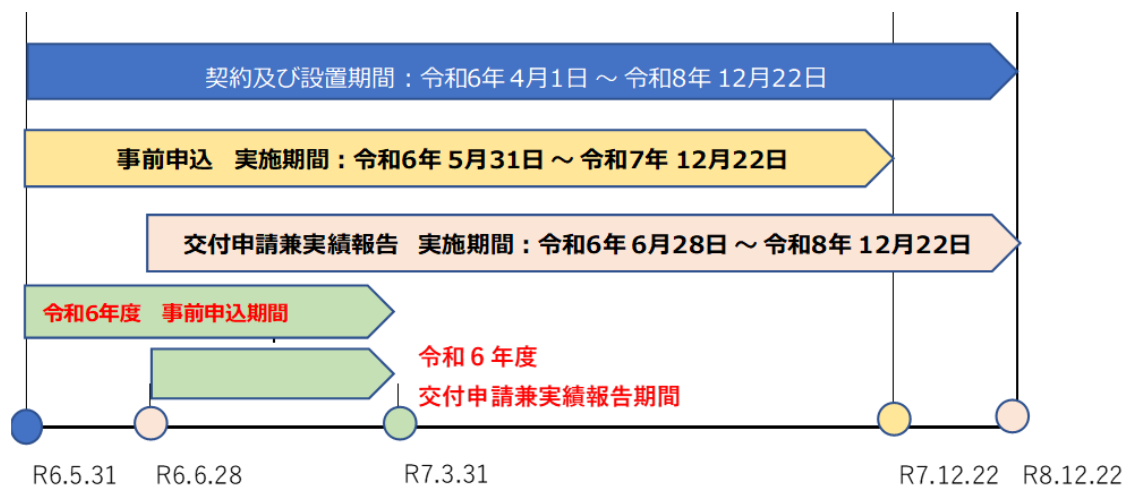 契約及び設置期間：令和6年 4月1日 ～ 令和8年 12月22日
事前申込　実施期間：令和6年 5月31日 ～ 令和7年 12月22日
交付申請兼実績報告　実施期間：令和6年 6月28日 ～ 令和8年 12月22日
令和6年度　事前申込期間
令和６年度
交付申請兼実績報告期間
R6.5.31 R6.6.28 R7.3.31 R7.12.22 R8.12.22